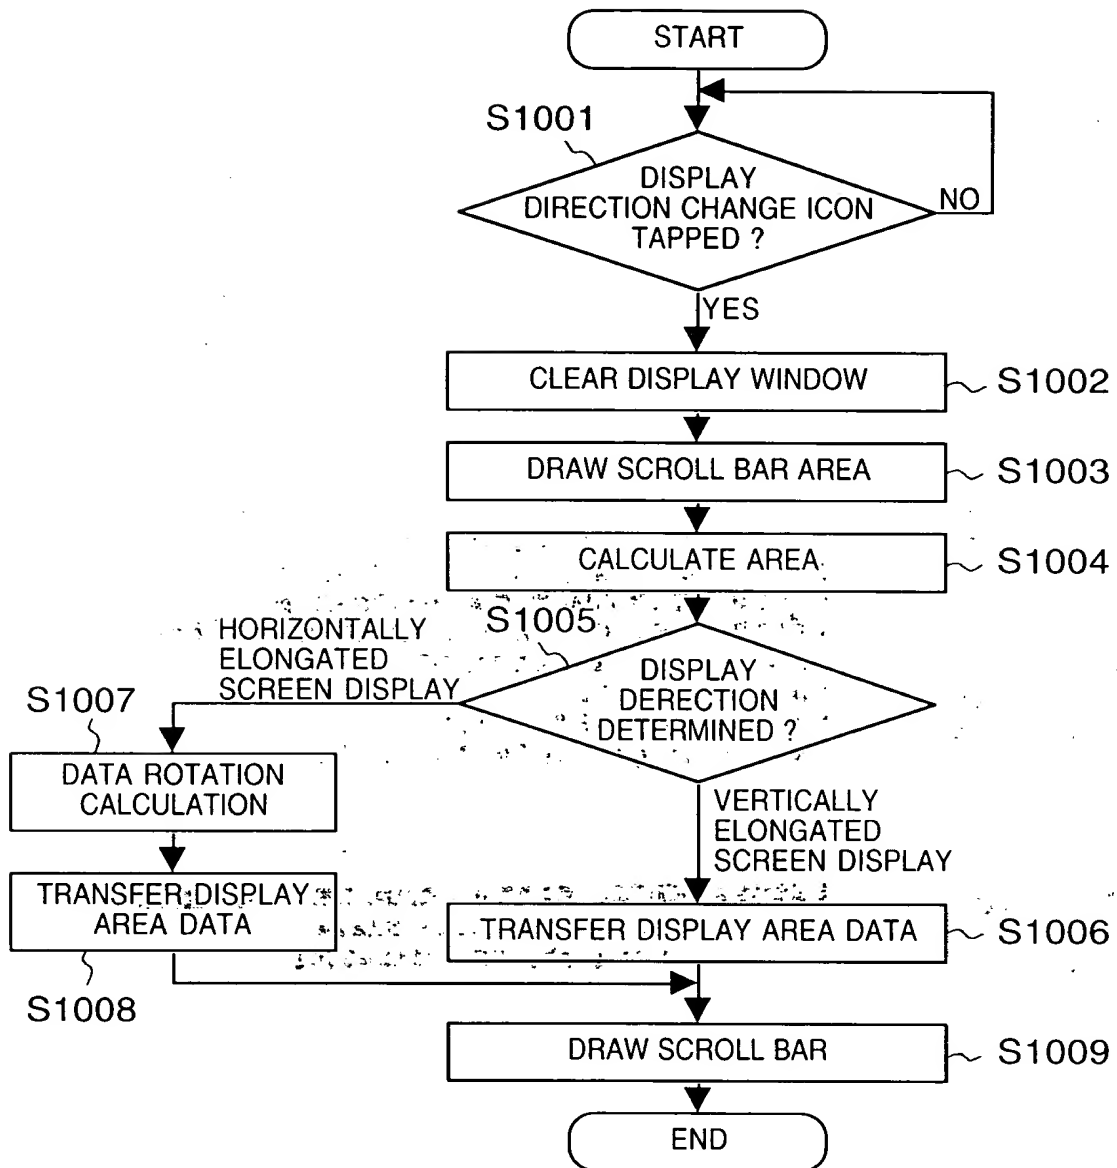 START
S1001
DISPLAY
DIRECTION CHANGE ICON
TAPPED ?
NO
YES
CLEAR DISPLAY WINDOW
S1002
DRAW SCROLL BAR AREA
S1003
CALCULATE AREA
S1004
S1005
HORIZONTALLY
ELONGATED
SCREEN DISPLAY
DISPLAY
DERECTION
DETERMINED ?
S1007
DATA ROTATION
CALCULATION
VERTICALLY
ELONGATED
SCREEN DISPLAY
TRANSFER DISPLAY
AREA DATA
TRANSFER DISPLAY AREA DATA
S1006
S1008
DRAW SCROLL BAR
S1009
END